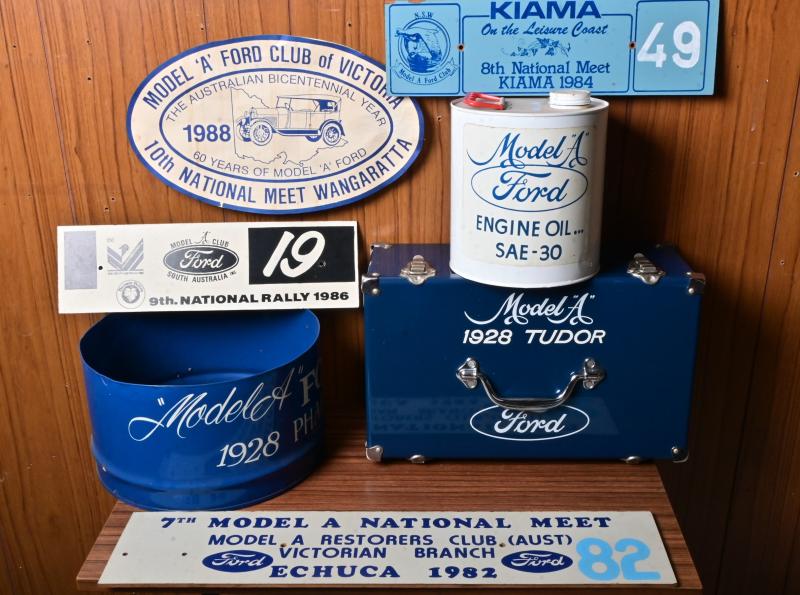 KIAMA
On the Leisure Coast
8th National Meet
KIAMA 1984
N.S.W
Model A Ford Club
49
MODEL 'A' FORD CLUB of VICTORIA
THE AUSTRALIAN BICENTENNIAL YEAR
1988
60 YEARS OF MODEL 'A' FORD
10th NATIONAL MEET WANGARATTA
Model "A"
Ford
ENGINE OIL...
SAE-30
MODEL A CLUB
Ford
SOUTH AUSTRALIA INC
19
9th. NATIONAL RALLY 1986
Model "A"
1928 TUDOR
Ford
"Model A" FO
1928 PHA
7TH MODEL A NATIONAL MEET
MODEL A RESTORERS CLUB (AUST)
Ford VICTORIAN BRANCH Ford
ECHUCA 1982
82